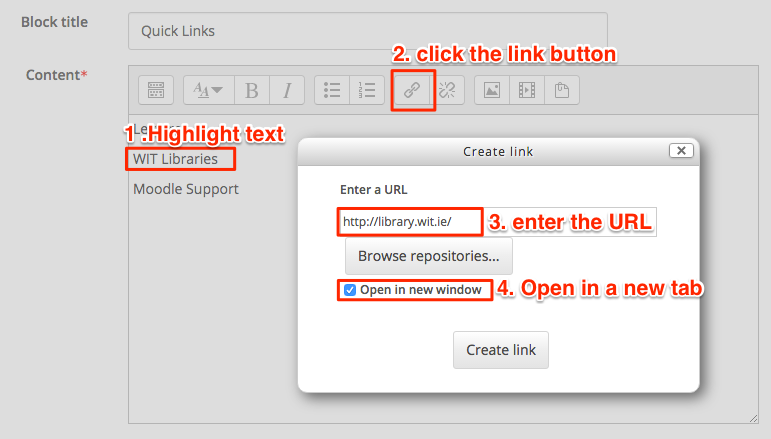 Block title
Quick Links
2. click the link button
Content*
AA B I
1 .Highlight text
WIT Libraries
Moodle Support
Create link
Enter a URL
http://library.wit.ie/
3. enter the URL
Browse repositories...
Open in new window
4. Open in a new tab
Create link